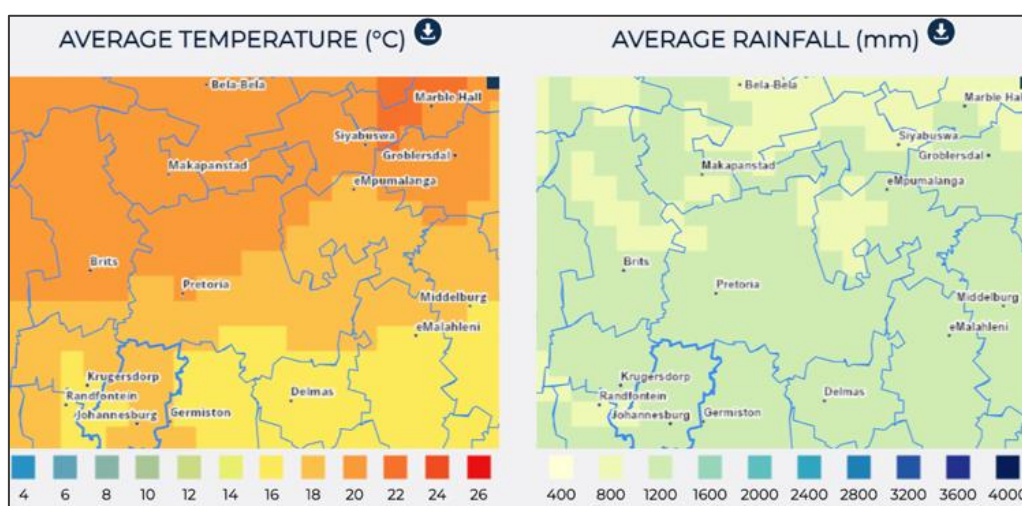 AVERAGE TEMPERATURE (°C)
Bela-Bela
Marble Hall
Siyabuswa
Groblersdal
Makapanstad
eMpumalanga
Brits
Pretoria
Middelburg
eMalahleni
Krugersdorp
Randfontein
Delmas
Johannesburg
Germiston
4 6 8 10 12 14 16 18 20 22 24 26
AVERAGE RAINFALL (mm)
Bela-Bela
Marble Hall
Siyabuswa
Groblersdal
Makapanstad
eMpumalanga
Brits
Pretoria
Middelburg
eMalahleni
Krugersdorp
Randfontein
Delmas
Johannesburg
Germiston
400 800 1200 1600 2000 2400 2800 3200 3600 4000